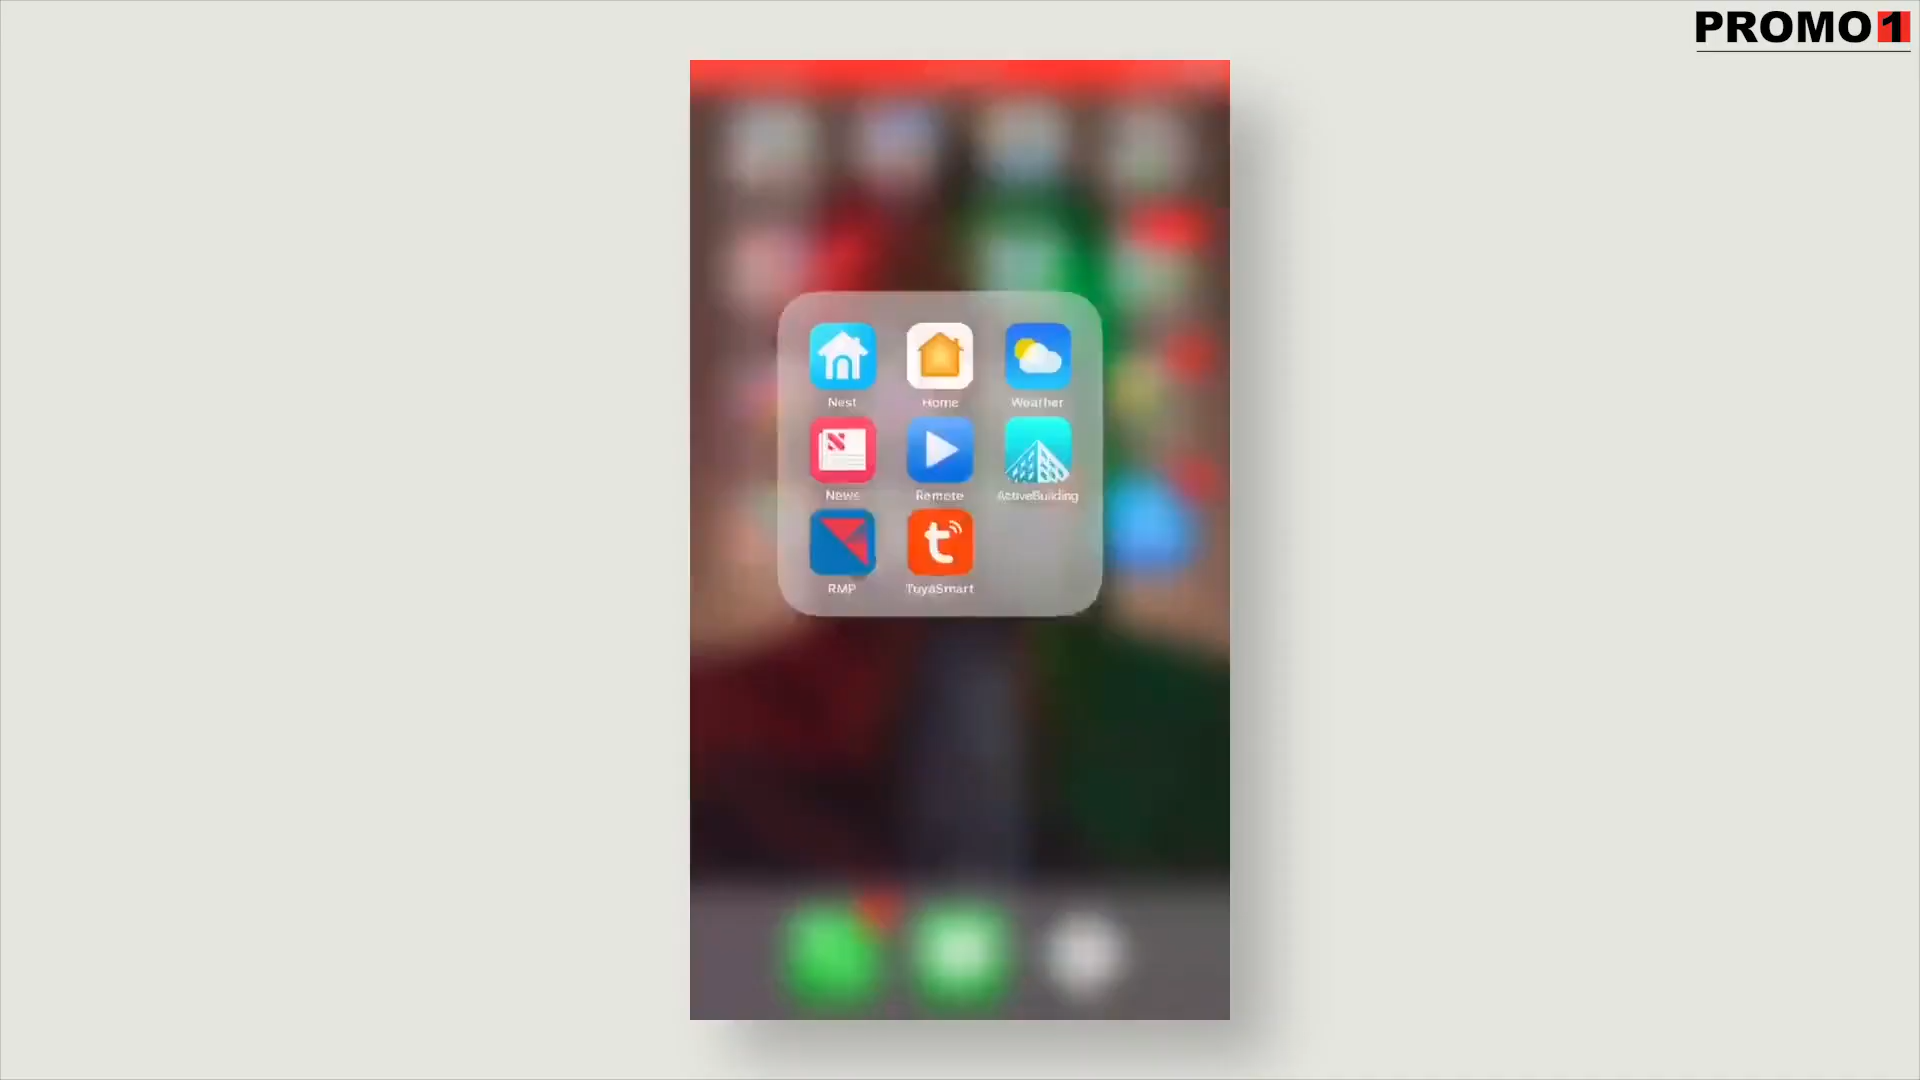 PROMO1
Nest
Home
Weather
News
Remote
ActiveBuilding
RMP
TuyaSmart